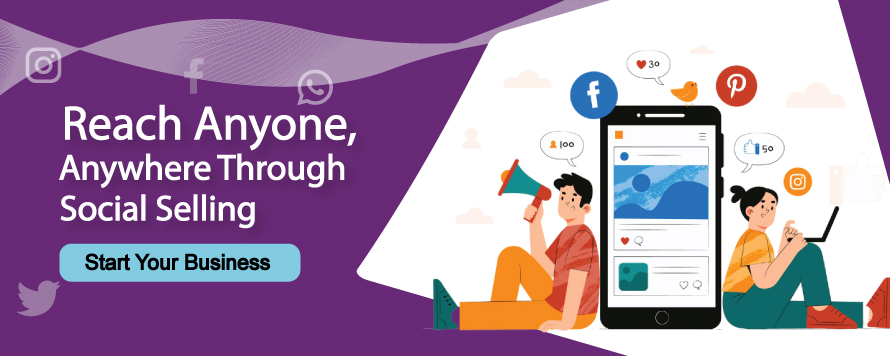 Reach Anyone,
Anywhere Through
Social Selling
Start Your Business
30
100
50